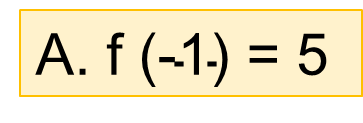 A. f (--1-) = 5